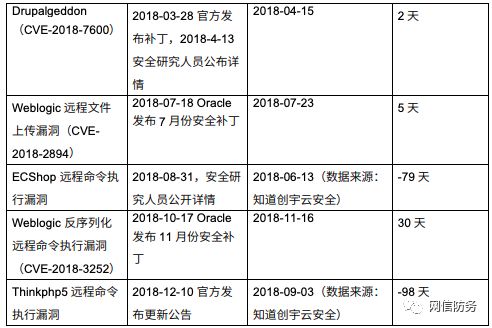 Drupalgeddon
（CVE-2018-7600）
2018-03-28 官方发
布补丁，2018-4-13
安全研究人员公布详
情
2018-04-15
2 天
Weblogic 远程文件
上传漏洞（CVE-
2018-2894）
2018-07-18 Oracle
发布 7 月份安全补丁
2018-07-23
5 天
ECShop 远程命令执
行漏洞
2018-08-31，安全研
究人员公开详情
2018-06-13（数据来源：
知道创宇云安全）
-79 天
Weblogic 反序列化
远程命令执行漏洞
（CVE-2018-3252）
2018-10-17 Oracle
发布 11 月份安全补
丁
2018-11-16
30 天
Thinkphp5 远程命令
执行漏洞
2018-12-10 官方发
布更新公告
2018-09-03（数据来源：
知道创宇云安全）
-98 天
网信防务